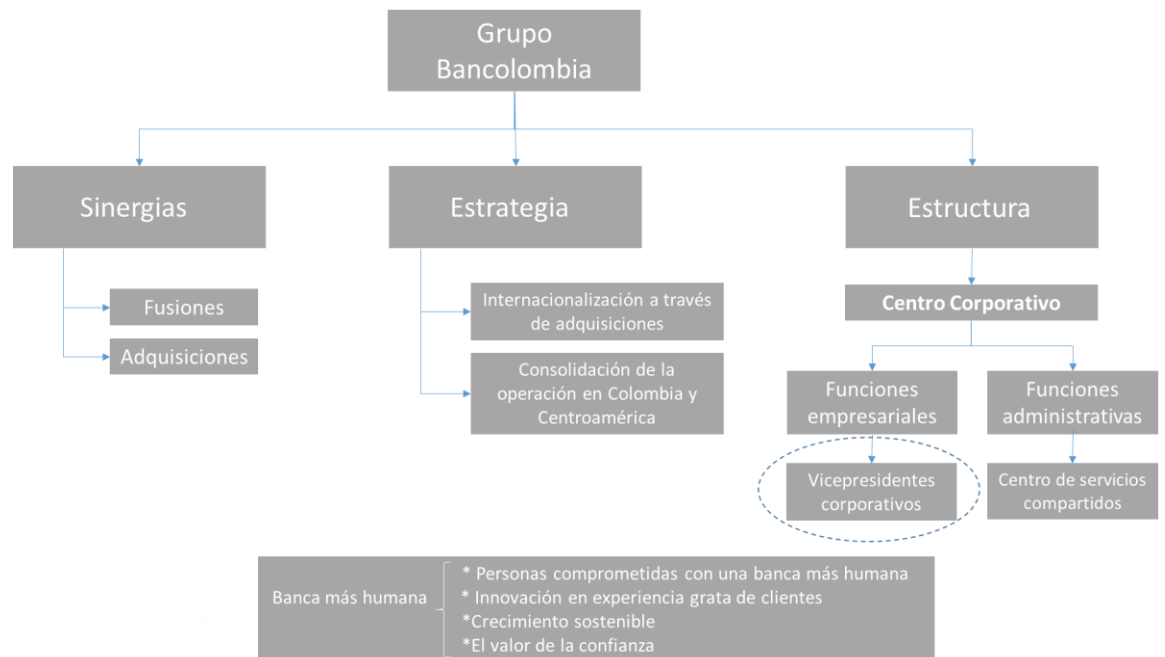 Grupo
Bancolombia
Sinergias
Estrategia
Estructura
Fusiones
Adquisiciones
Internacionalización a través
de adquisiciones
Consolidación de la
operación en Colombia y
Centroamérica
Centro Corporativo
Funciones
empresariales
Funciones
administrativas
Vicepresidentes
corporativos
Centro de servicios
compartidos
Banca más humana
* Personas comprometidas con una banca más humana
* Innovación en experiencia grata de clientes
*Crecimiento sostenible
*El valor de la confianza